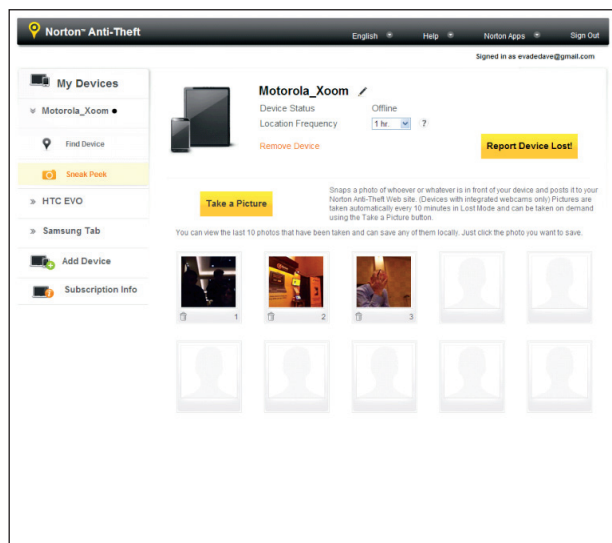 Norton™ Anti-Theft
English Help Norton Apps Sign Out
Signed in as evadedave@gmail.com
My Devices
Motorola_Xoom
Find Device
Sneak Peek
HTC EVO
Samsung Tab
Add Device
Subscription Info
Motorola_Xoom
Device Status Offline
Location Frequency 1 hr. ?
Remove Device
Report Device Lost!
Take a Picture
Snaps a photo of whoever or whatever is in front of your device and posts it to your
Norton Anti-Theft Web site. (Devices with integrated webcams only) Pictures are
taken automatically every 10 minutes in Lost Mode and can be taken on demand
using the Take a Picture button.
You can view the last 10 photos that have been taken and can save any of them locally. Just click the photo you want to save.
1 2 3